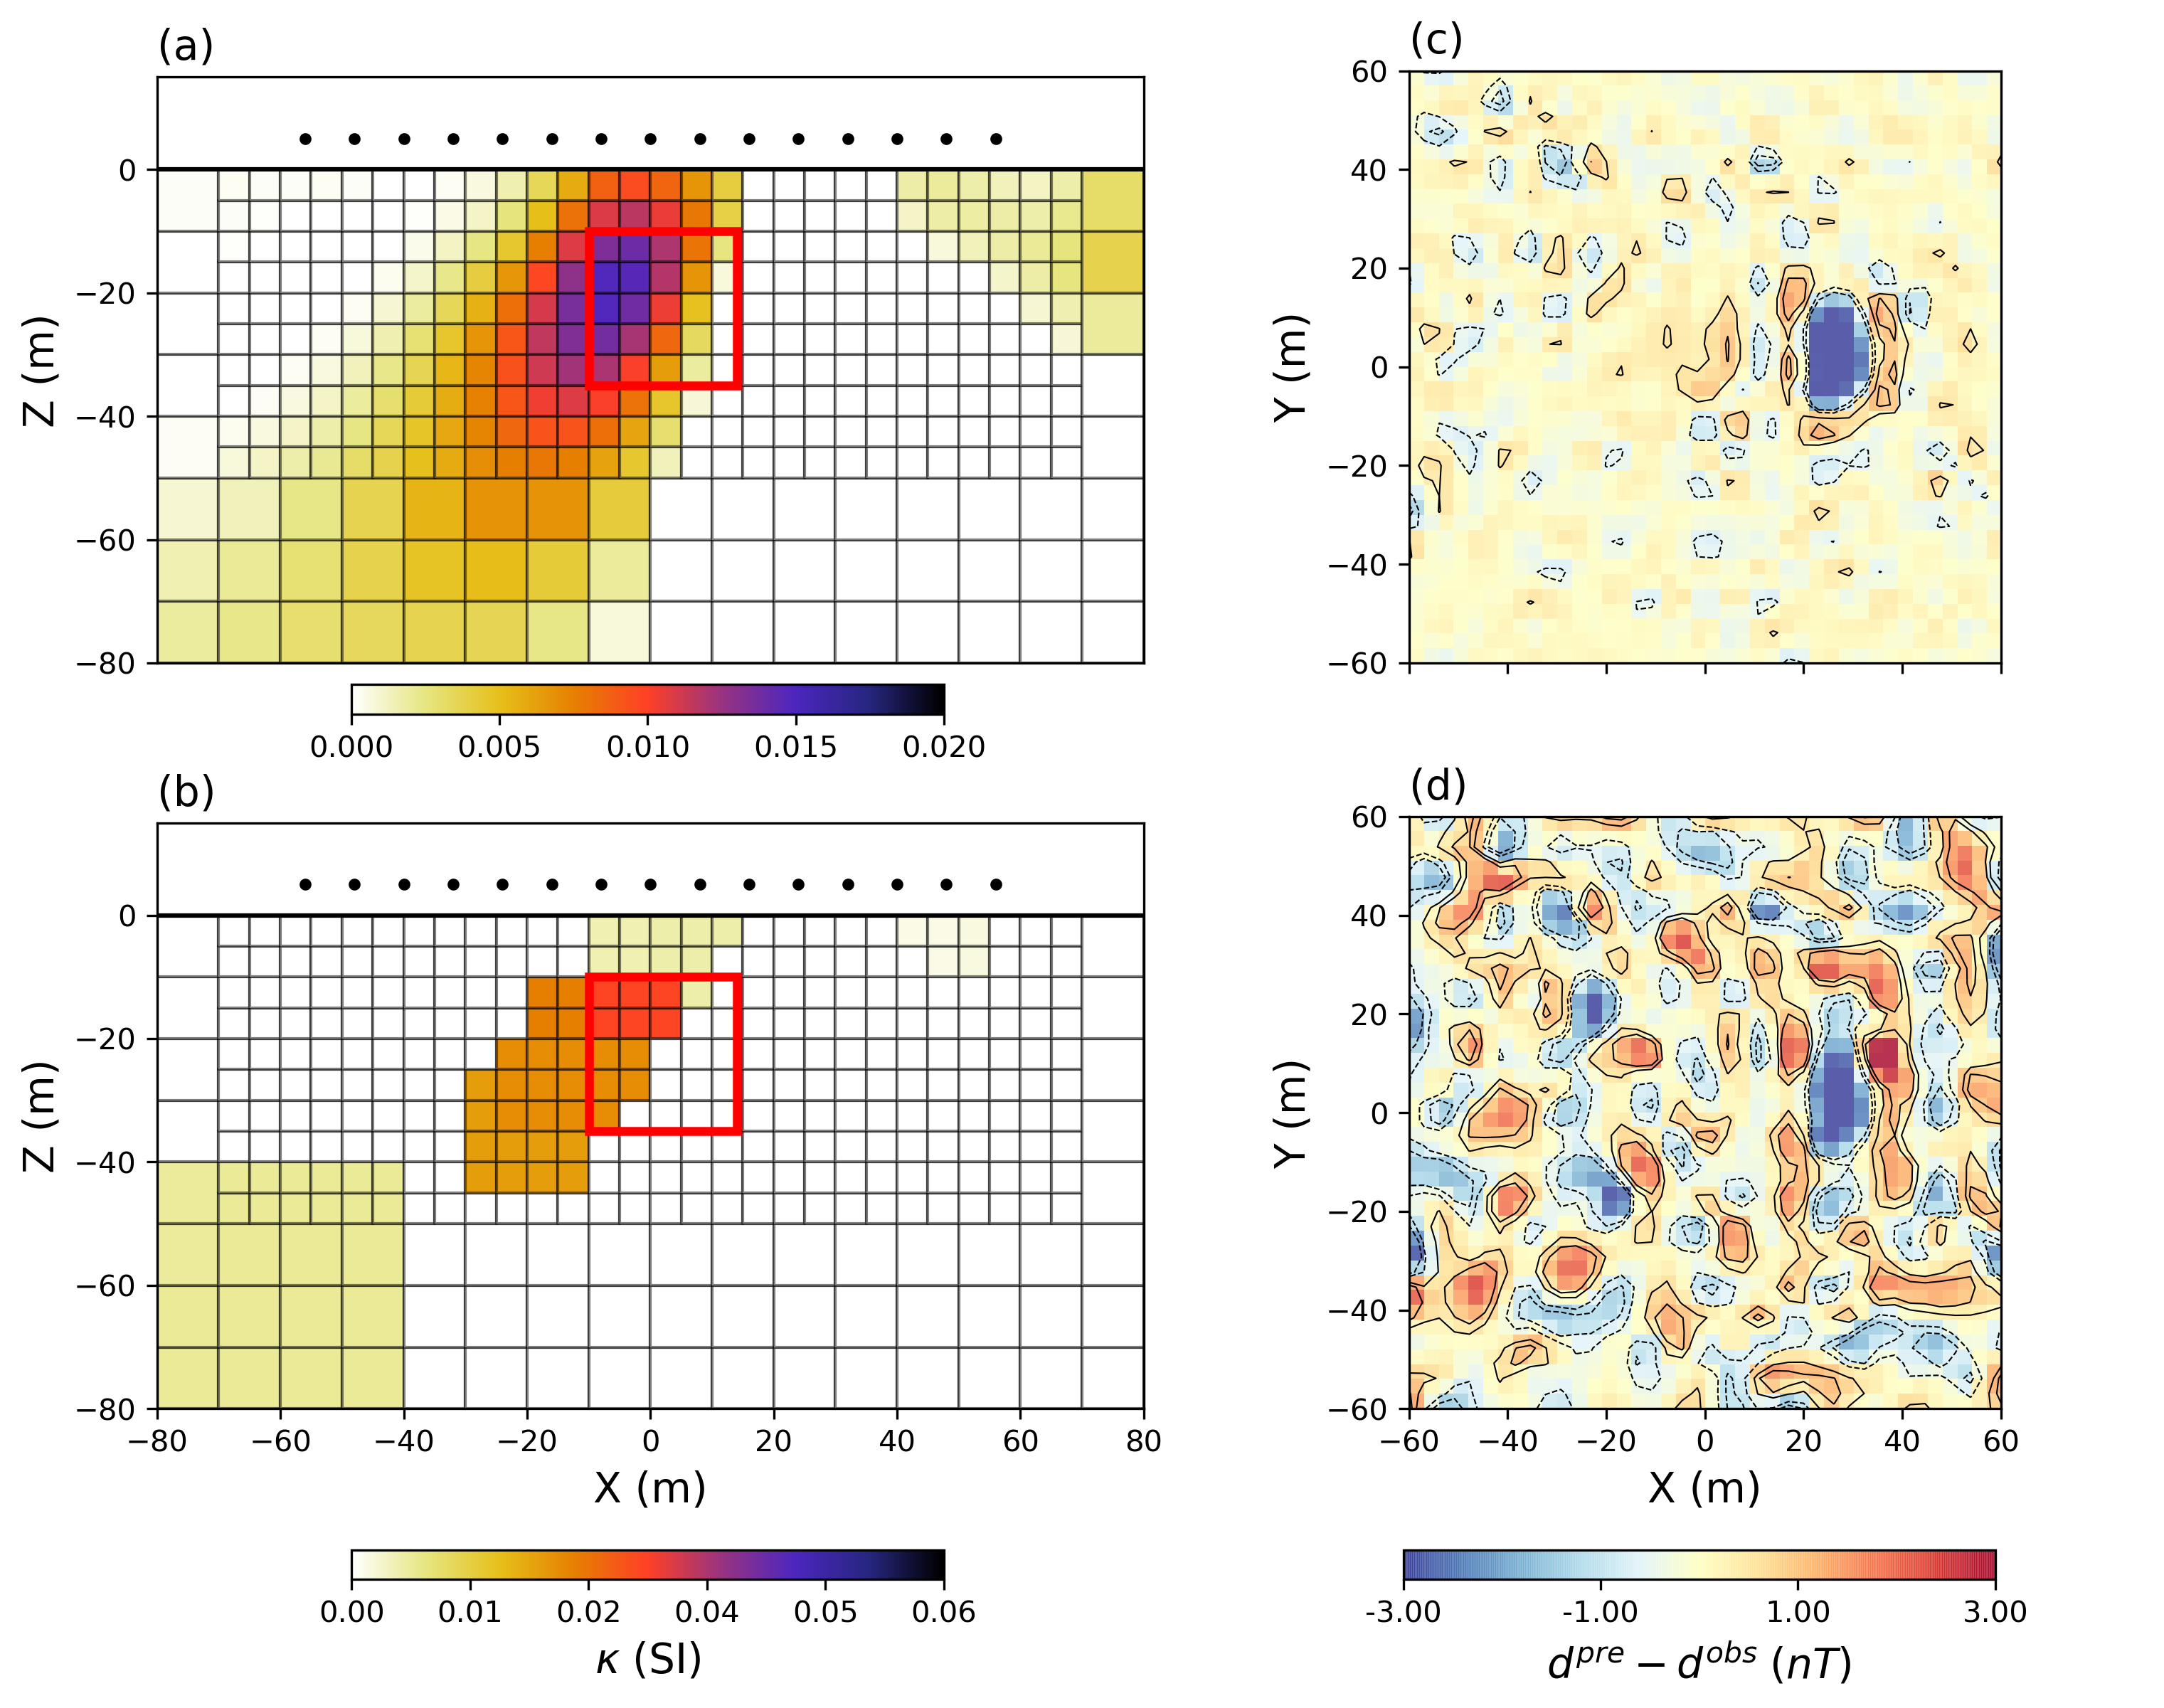 (a)
0
−20
−40
−60
−80
Z (m)
0.000 0.005 0.010 0.015 0.020
(c)
60
40
20
0
−20
−40
−60
Y (m)
(b)
0
−20
−40
−60
−80
Z (m)
−80 −60 −40 −20 0 20 40 60 80
X (m)
0.00 0.01 0.02 0.04 0.05 0.06
κ (SI)
(d)
60
40
20
0
−20
−40
−60
Y (m)
−60 −40 −20 0 20 40 60
X (m)
-3.00 -1.00 1.00 3.00
d^{pre} − d^{obs} (nT)